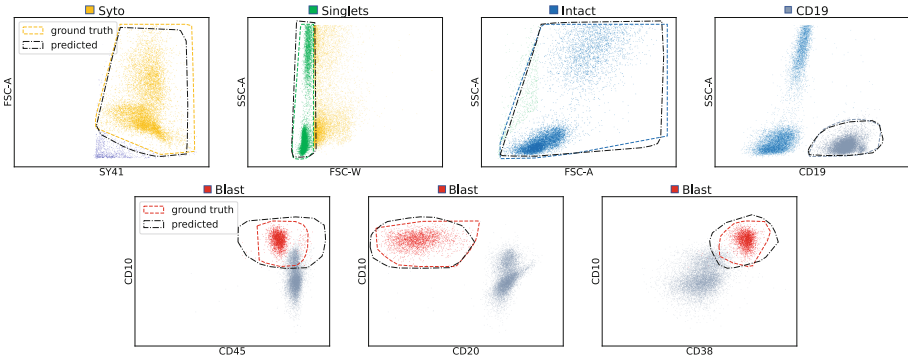 Syto
Singlets
Intact
CD19
ground truth
predicted
FSC-A
SSC-A
SSC-A
SSC-A
SY41
FSC-W
FSC-A
CD19
Blast
Blast
Blast
ground truth
predicted
CD10
CD10
CD10
CD45
CD20
CD38